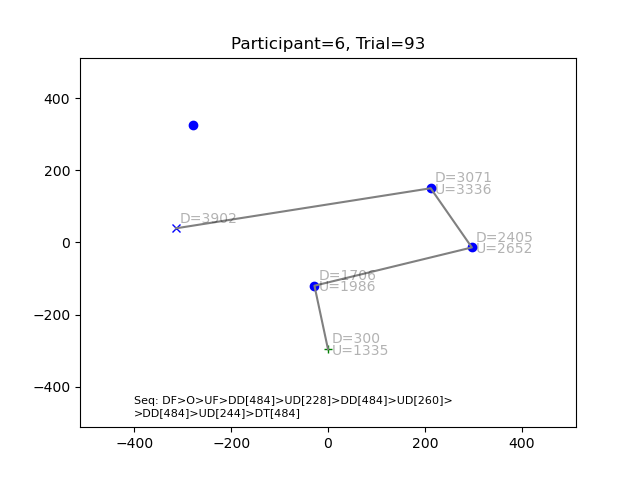 Participant=6, Trial=93
400
200
0
−200
−400
D=3071
U=3336
D=3902
D=2405
U=2652
D=1706
U=1986
D=300
U=1335
Seq: DF>O>UF>DD[484]>UD[228]>DD[484]>UD[260]>
>DD[484]>UD[244]>DT[484]
−400 −200 0 200 400